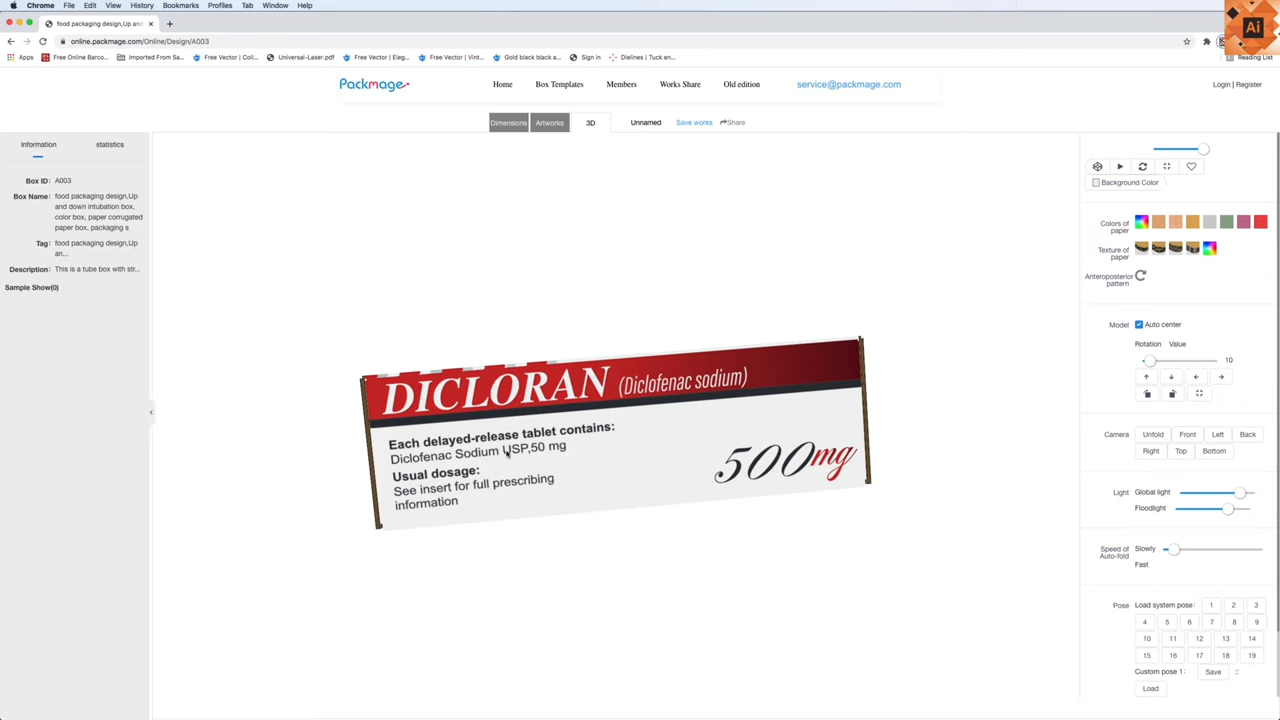 Chrome File Edit View History Bookmarks Profiles Tab Window Help
food packaging design,Up and
online.packmage.com/Online/Design/A003
Apps Free Online Barco... Imported From Sa... Free Vector | Coll... Universal-Laser.pdf Free Vector | Eleg... Free Vector | Vint... Gold black black a... Sign in Dielines | Tuck en... Reading List
Ai
Packmage Home Box Templates Members Works Share Old edition service@packmage.com Login | Register
Dimensions Artworks 3D Unnamed Save works Share
Information statistics
Box ID: A003
Box Name: food packaging design,Up
and down intubation box,
color box, paper corrugated
paper box, packaging s
Tag: food packaging design,Up
an...
Description: This is a tube box with str...
Sample Show(0)
DICLORAN (Diclofenac sodium)
Each delayed-release tablet contains:
Diclofenac Sodium USP,50 mg
Usual dosage:
See insert for full prescribing
information
500mg
Background Color
Colors of
paper
Texture of
paper
Anteroposterior
pattern
Model Auto center
Rotation Value
10
Camera Unfold Front Left Back
Right Top Bottom
Light Global light
Floodlight
Speed of
Auto-fold
Slowly
Fast
Pose Load system pose: 1 2 3
4 5 6 7 8 9
10 11 12 13 14
15 16 17 18 19
Custom pose 1: Save
Load